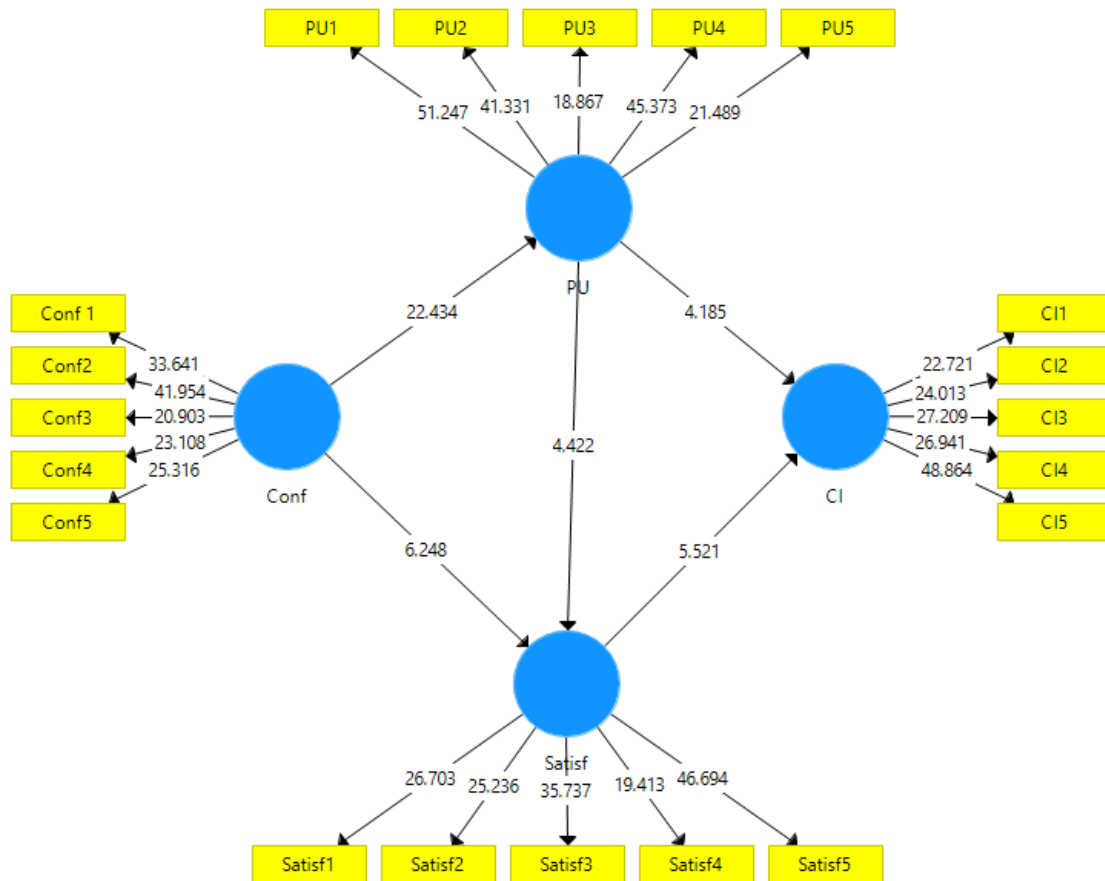 PU1 PU2 PU3 PU4 PU5
51.247 41.331 18.867 45.373 21.489
PU
Conf 1
Conf2
Conf3
Conf4
Conf5
33.641
41.954
20.903
23.108
25.316
Conf
22.434
4.185
4.422
6.248
5.521
CI
22.721
24.013
27.209
26.941
48.864
CI1
CI2
CI3
CI4
CI5
Satisf
26.703 25.236 35.737 19.413 46.694
Satisf1 Satisf2 Satisf3 Satisf4 Satisf5